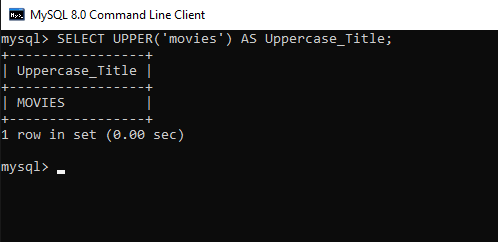 MySQL 8.0 Command Line Client
mysql> SELECT UPPER('movies') AS Uppercase_Title;
+-----------------+
| Uppercase_Title |
+-----------------+
| MOVIES          |
+-----------------+
1 row in set (0.00 sec)
mysql>